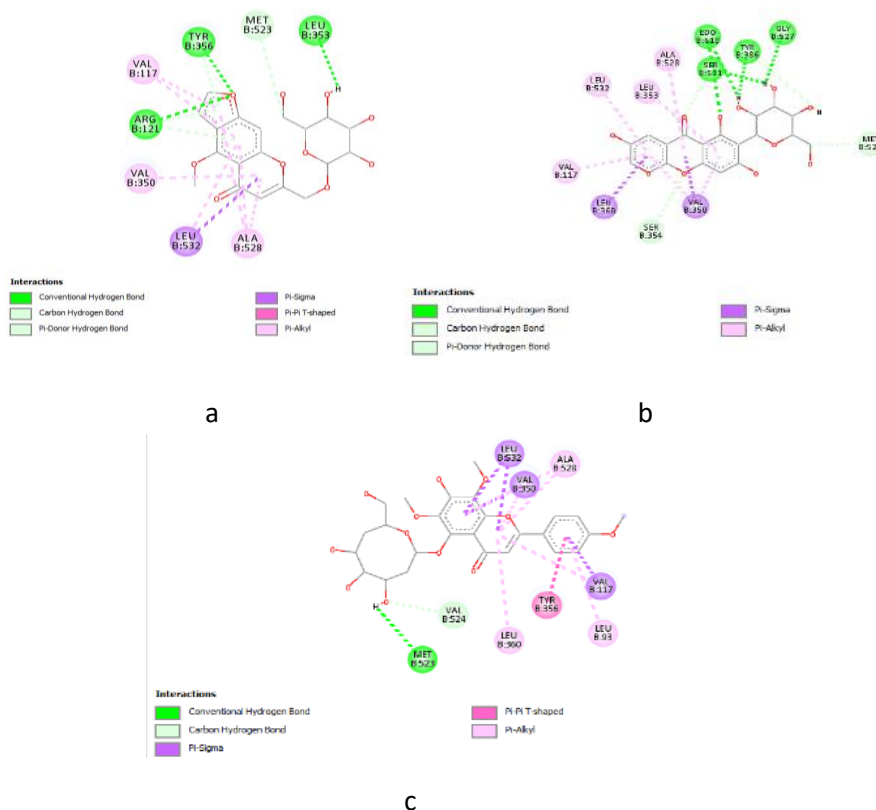 TYR
B:356
MET
B:523
LEU
B:353
VAL
B:117
ARG
B:121
VAL
B:350
LEU
B:532
ALA
B:528
H
Interactions
Conventional Hydrogen Bond
Carbon Hydrogen Bond
Pi-Donor Hydrogen Bond
Pi-Sigma
Pi-Pi T-shaped
Pi-Alkyl
a
EDO
GLY
B:527
TYR
SER
ALA
B:528
LEU
B:532
LEU
B:353
VAL
B:117
LEU
B:360
VAL
B:350
SER
B:354
H
H
H
Interactions
Conventional Hydrogen Bond
Carbon Hydrogen Bond
Pi-Donor Hydrogen Bond
Pi-Sigma
Pi-Alkyl
b
LEU
B:532
VAL
B:350
ALA
B:528
VAL
B:117
TYR
B:356
LEU
B:93
VAL
B:524
LEU
B:360
MET
B:523
H
Interactions
Conventional Hydrogen Bond
Carbon Hydrogen Bond
Pi-Sigma
Pi-Pi T-shaped
Pi-Alkyl
c